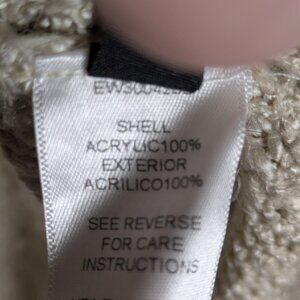 SHELL
ACRYLIC100%
EXTERIOR
ACRILICO100%
SEE REVERSE
FOR CARE
INSTRUCTIONS